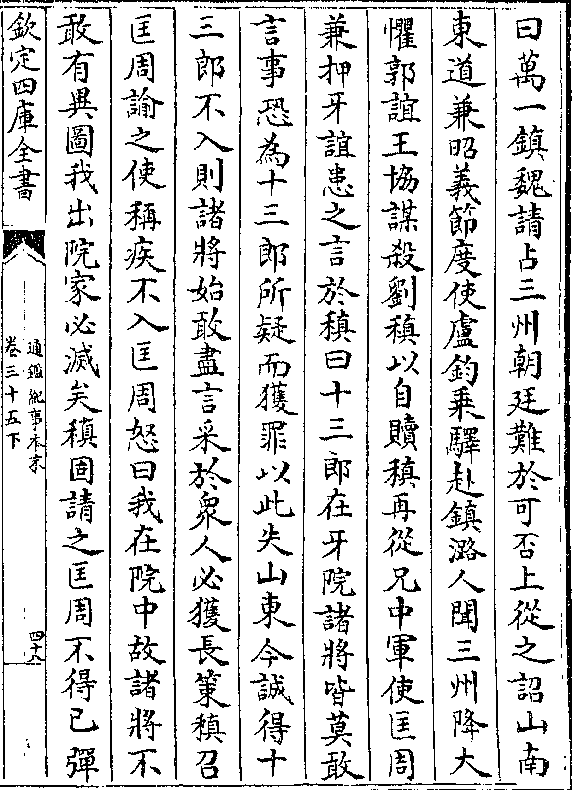 曰萬一鎮魏請占三州朝廷難於可否上從之詔山南
東道兼昭義節度使盧鈞乗驛赴鎮潞人聞三州降大
懼郭誼王協謀殺劉稹以自贖稹再從兄中軍使匡周
兼押牙誼患之言於稹曰十三郎在牙院諸將皆莫敢
言事恐為十三郎所疑而獲罪以此失山東今誠得十
三郎不入則諸將始敢盡言采於衆人必獲長策稹召
匡周諭之使稱疾不入匡周怒曰我在院中故諸將不
敢有異圖我出院家必滅矣稹固請之匡周不得已彈
欽定四庫全書
通鑑紀事本末
卷三十五下
四十八